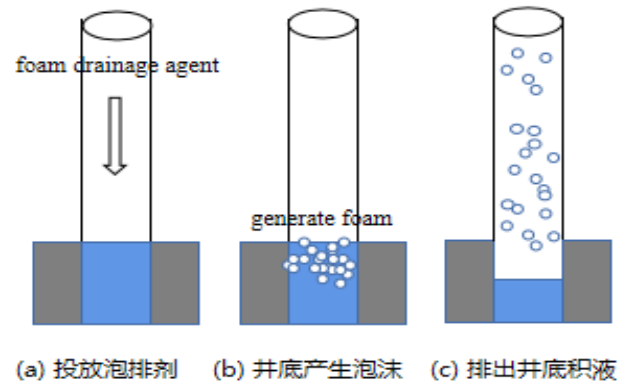 foam drainage agent
generate foam
(a) 投放泡排剂
(b) 井底产生泡沫
(c) 排出井底积液